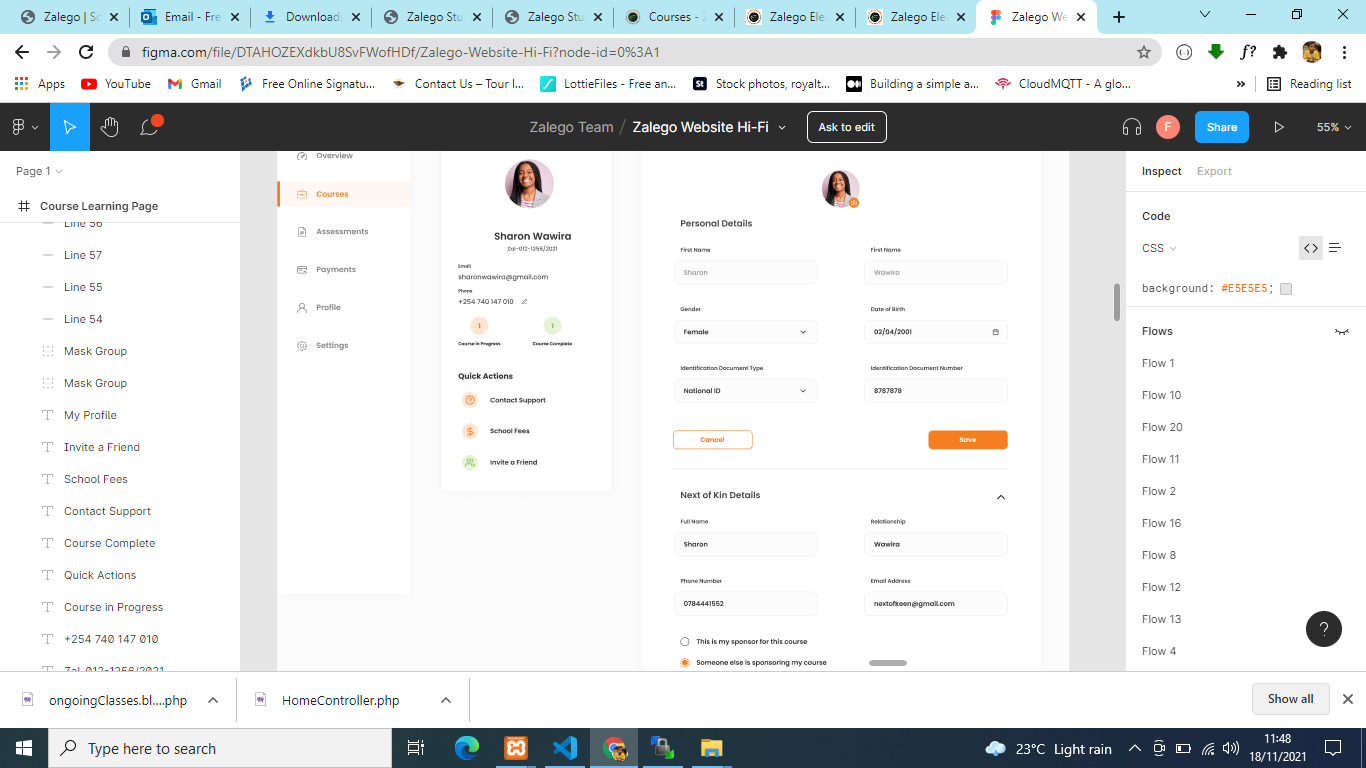 Zalego | Sc
Email - Fre
Downloads
Zalego Stu
Zalego Stu
Courses - Z
Zalego Ele
Zalego Ele
Zalego We
figma.com/file/DTAHOZEXdkbU8SvFWofHDf/Zalego-Website-Hi-Fi?node-id=0%3A1
Apps
YouTube
Gmail
Free Online Signatu...
Contact Us – Tour I...
LottieFiles - Free an...
St
Stock photos, royalt...
Building a simple a...
CloudMQTT - A glo...
»
Reading list
Zalego Team / Zalego Website Hi-Fi
Ask to edit
F
Share
55%
Page 1
Course Learning Page
Line 56
Line 57
Line 55
Line 54
Mask Group
Mask Group
My Profile
Invite a Friend
School Fees
Contact Support
Course Complete
Quick Actions
Course in Progress
+254 740 147 010
Zal-012-1256/2021
Overview
Courses
Assessments
Payments
Profile
Settings
Sharon Wawira
Zal-012-1256/2021
Email
sharonwawira@gmail.com
Phone
+254 740 147 010
1
1
Course in Progress
Course Complete
Quick Actions
Contact Support
School Fees
Invite a Friend
Personal Details
First Name
First Name
Sharon
Wawira
Gender
Date of Birth
Female
02/04/2001
Identification Document Type
Identification Document Number
National ID
8787878
Cancel
Save
Next of Kin Details
Full Name
Relationship
Sharon
Wawira
Phone Number
Email Address
0784441552
nextofkeen@gmail.com
This is my sponsor for this course
Someone else is sponsoring my course
Inspect
Export
Code
CSS
background: #E5E5E5;
Flows
Flow 1
Flow 10
Flow 20
Flow 11
Flow 2
Flow 16
Flow 8
Flow 12
Flow 13
Flow 4
?
ongoingClasses.bl....php
HomeController.php
Show all
Type here to search
23°C Light rain
11:48
18/11/2021